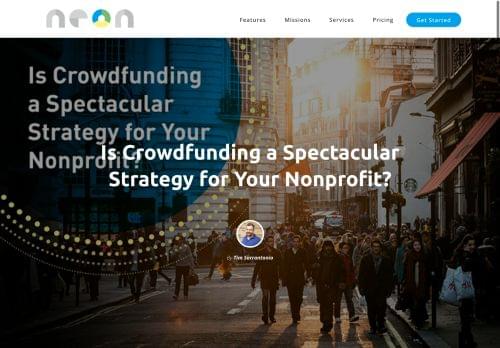 neon
Features
Missions
Services
Pricing
Get Started
Is Crowdfunding
a Spectacular
Strategy for Your
Nonprofit?
Is Crowdfunding a Spectacular
Strategy for Your Nonprofit?
By Tim Sarrantonio